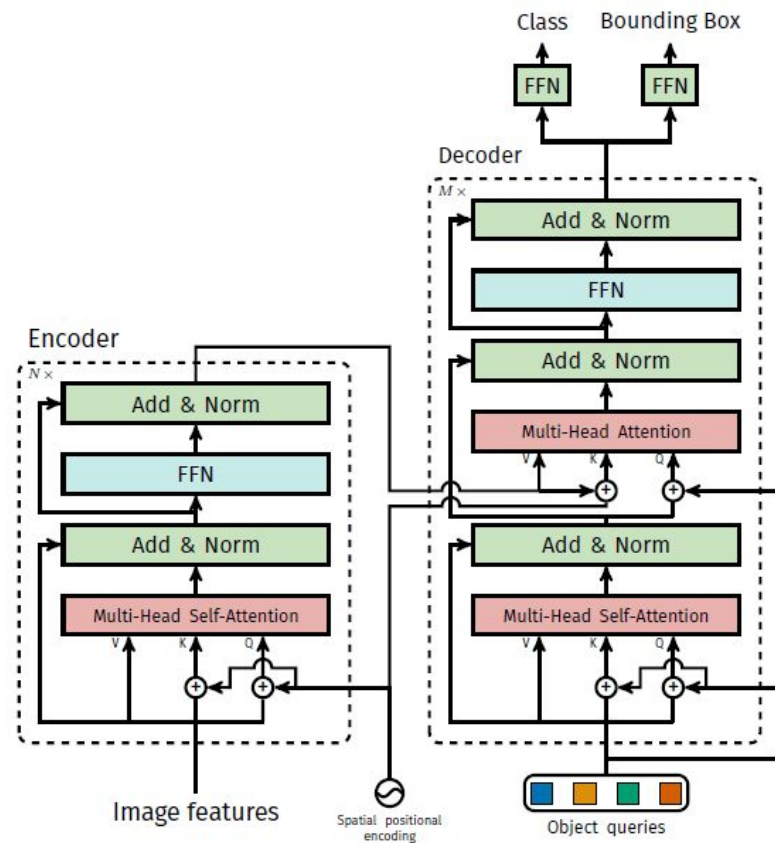 Class
Bounding Box
FFN
FFN
Decoder
M ×
Add & Norm
FFN
Add & Norm
Multi-Head Attention
V
K
Q
Add & Norm
Multi-Head Self-Attention
V
K
Q
Object queries
Encoder
N ×
Add & Norm
FFN
Add & Norm
Multi-Head Self-Attention
V
K
Q
Image features
Spatial positional
encoding